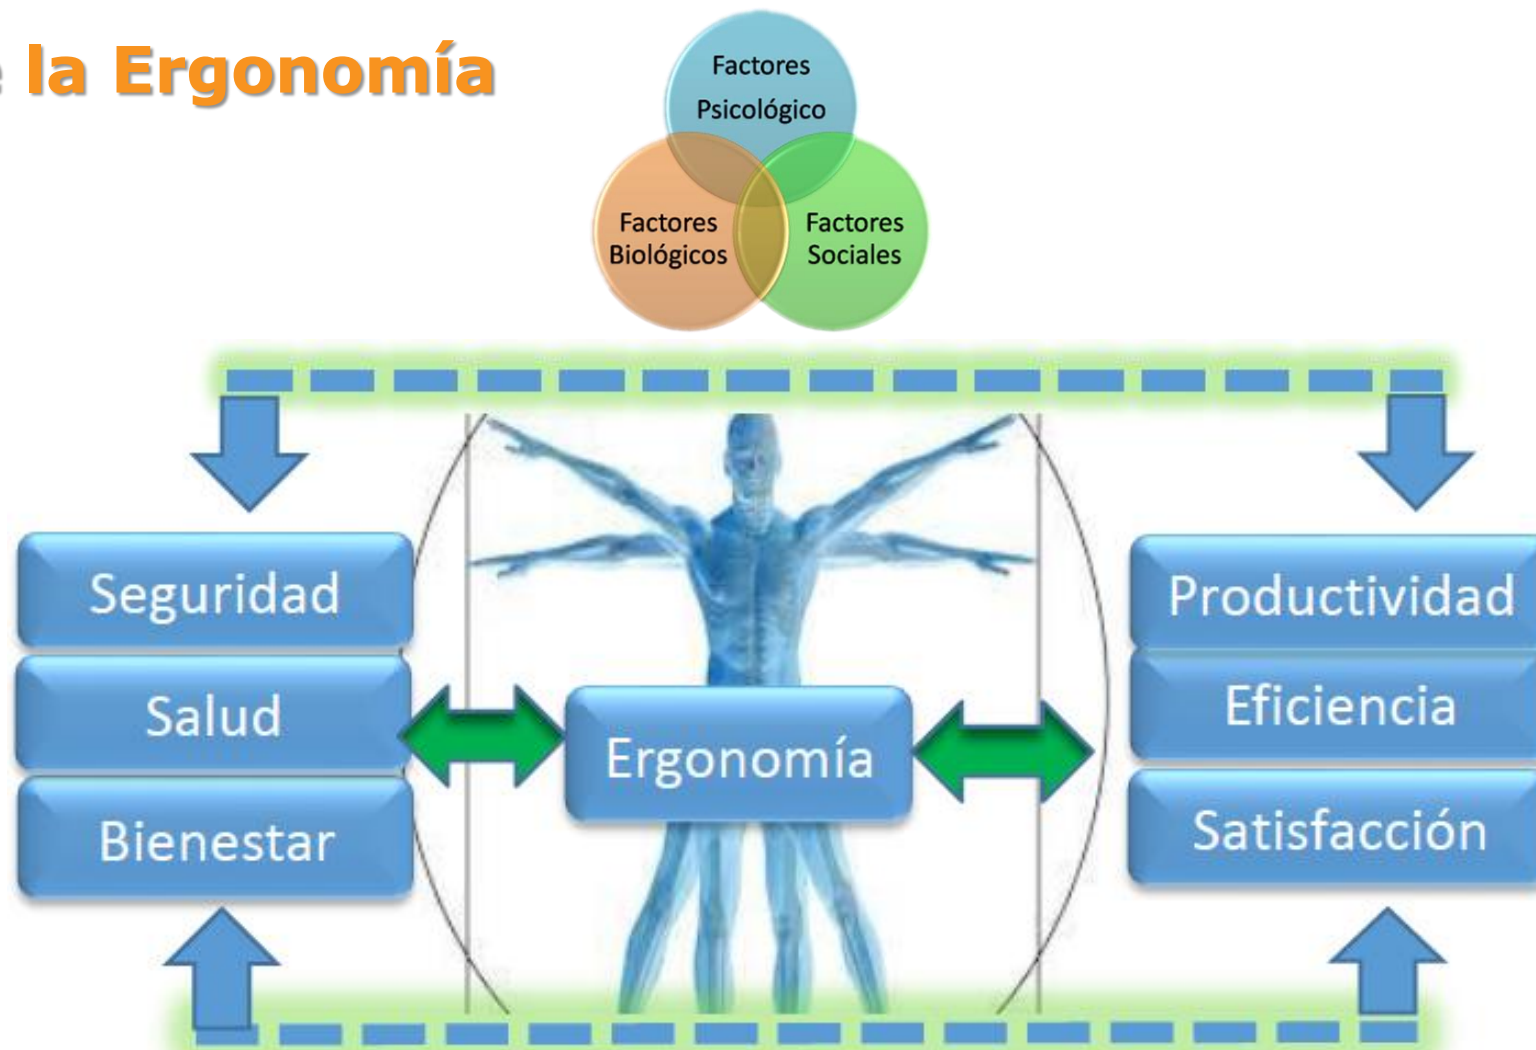 la Ergonomía
Factores
Psicológico
Factores
Biológicos
Factores
Sociales
Seguridad
Salud
Bienestar
Ergonomía
Productividad
Eficiencia
Satisfacción